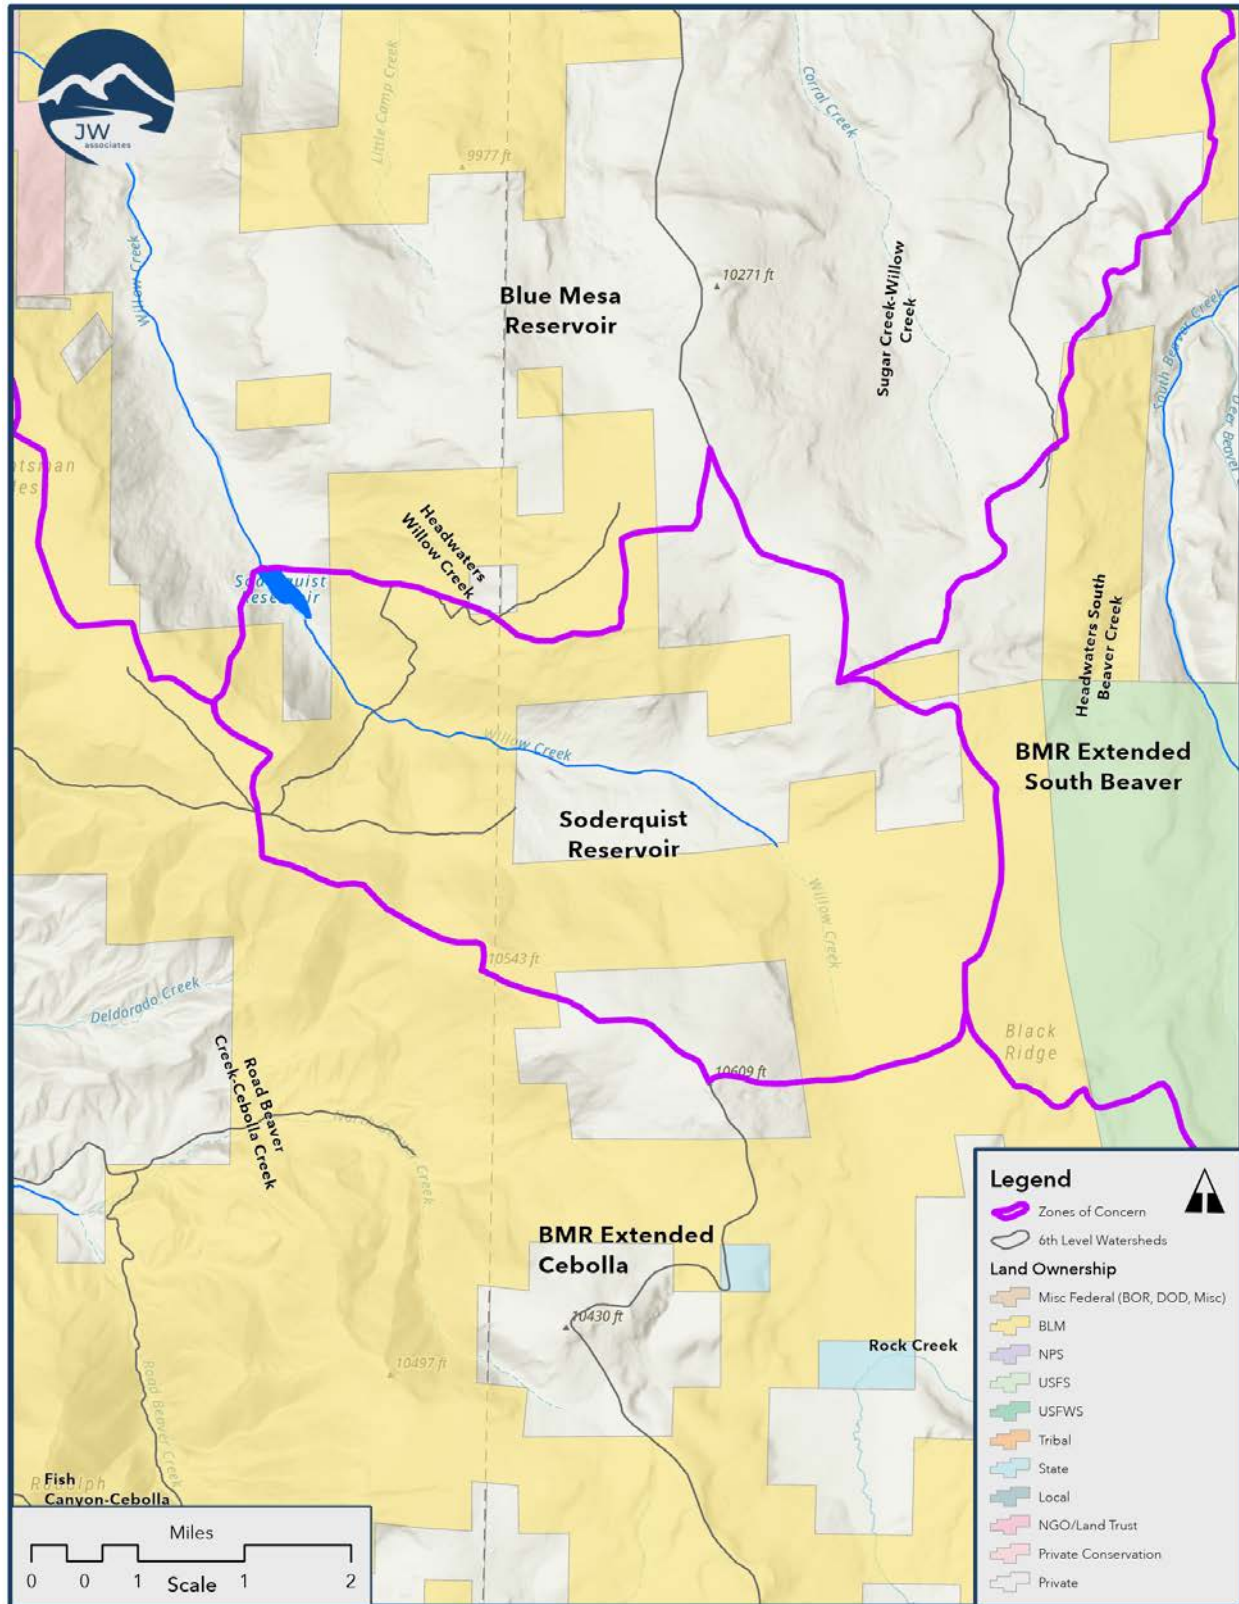 JW
associates
Little Camp Creek
9977 ft
Corral Creek
Willow Creek
Blue Mesa
Reservoir
10271 ft
Sugar Creek-Willow
Creek
South Beaver Creek
Headwaters
Willow Creek
Soderquist
Reservoir
Headwaters South
Beaver Creek
Willow Creek
BMR Extended
South Beaver
Soderquist
Reservoir
Willow Creek
10543 ft
Deldorado Creek
Black
Ridge
Road Beaver
Creek-Cebolla Creek
10609 ft
Creek
BMR Extended
Cebolla
10430 ft
10497 ft
Rock Creek
Road Beaver Creek
Fish
Canyon-Cebolla
Miles
0 0 1 1 2
Scale
Legend
Zones of Concern
6th Level Watersheds
Land Ownership
Misc Federal (BOR, DOD, Misc)
BLM
NPS
USFS
USFWS
Tribal
State
Local
NGO/Land Trust
Private Conservation
Private